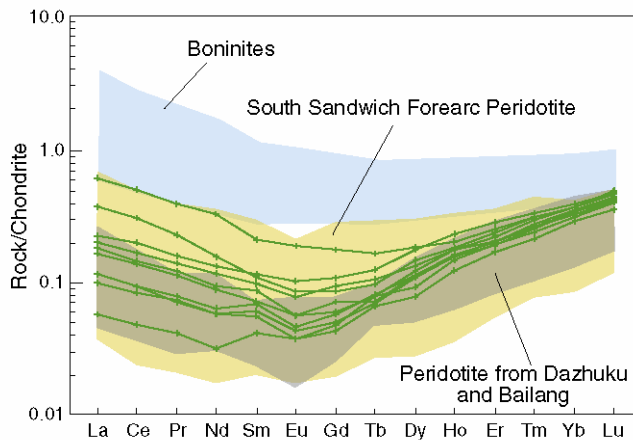 10.0
Boninites
South Sandwich Forearc Peridotite
1.0
Rock/Chondrite
0.1
Peridotite from Dazhuku
and Bailang
0.01
La Ce Pr Nd Sm Eu Gd Tb Dy Ho Er Tm Yb Lu